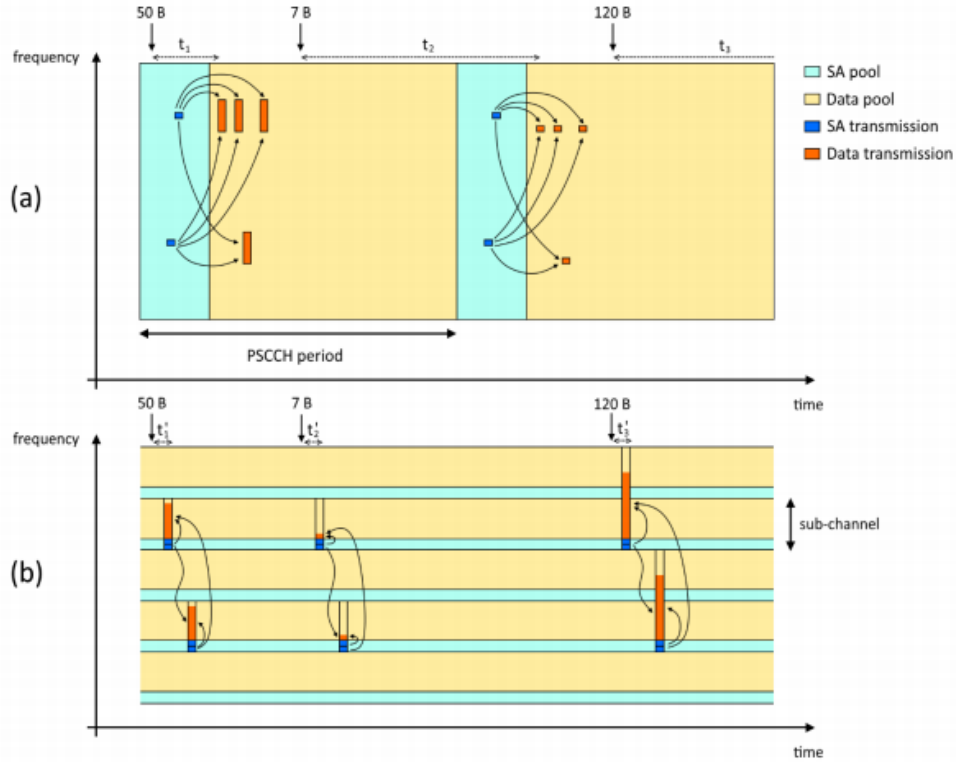 50 B 7 B 120 B
t1 t2 t3
frequency
SA pool
Data pool
SA transmission
Data transmission
(a)
PSCCH period
time
50 B 7 B 120 B
t'1 t'2 t'3
frequency
sub-channel
(b)
time